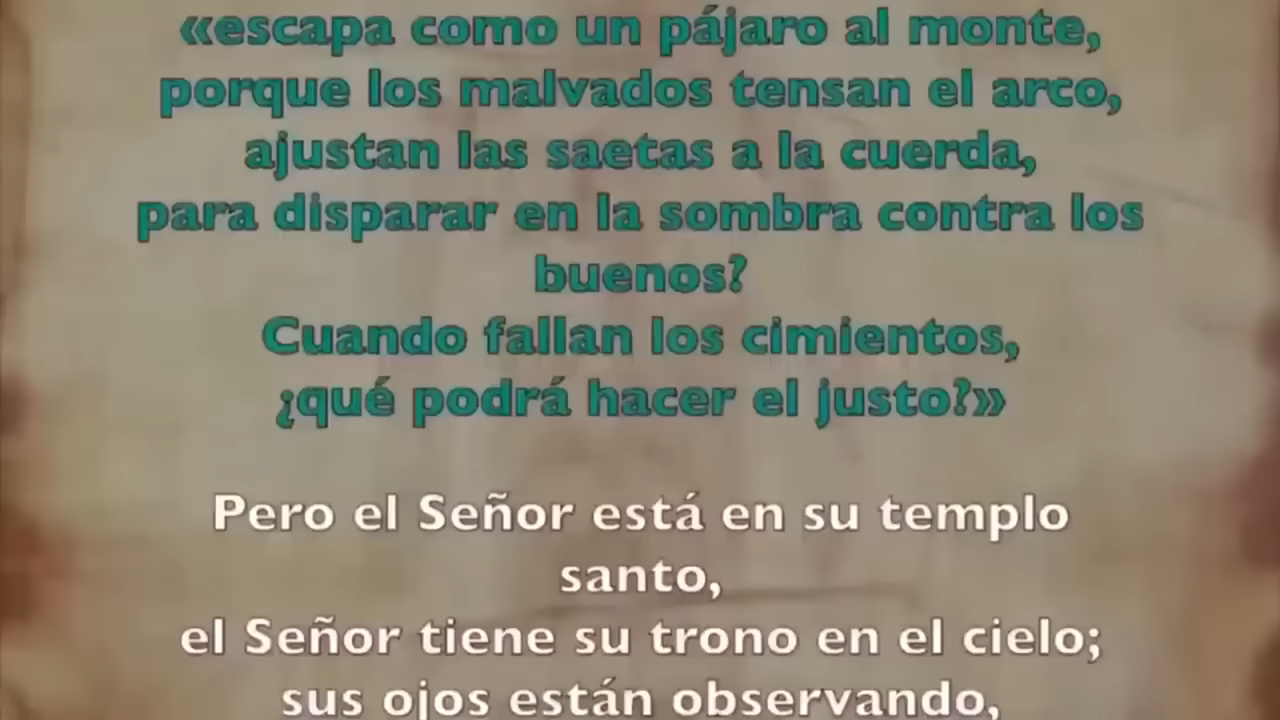 «escapa como un pájaro al monte,
porque los malvados tensan el arco,
ajustan las saetas a la cuerda,
para disparar en la sombra contra los
buenos?
Cuando fallan los cimientos,
¿qué podrá hacer el justo?»
Pero el Señor está en su templo
santo,
el Señor tiene su trono en el cielo;
sus ojos están observando,